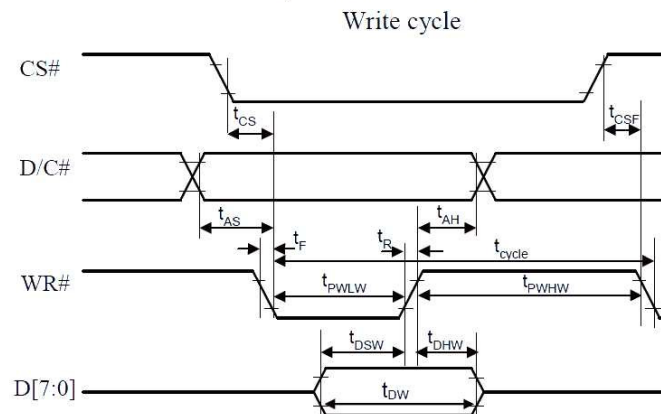 Write cycle
CS#
tCS
tCSF
D/C#
tAS
tAH
tF
tR
tcycle
WR#
tPWLW
tPWHW
tDSW
tDHW
D[7:0]
tDW